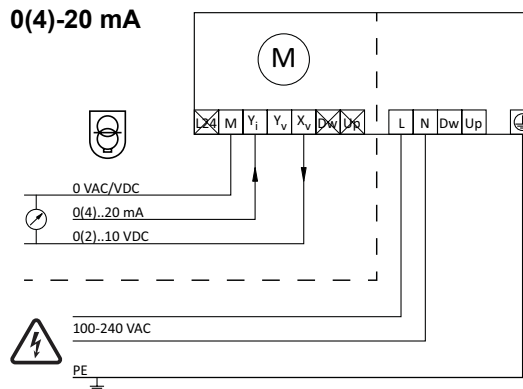 0(4)-20 mA
M
L24 M Yi Yv Xv Dw Up L N Dw Up
0 VAC/VDC
0(4)..20 mA
0(2)..10 VDC
100-240 VAC
PE